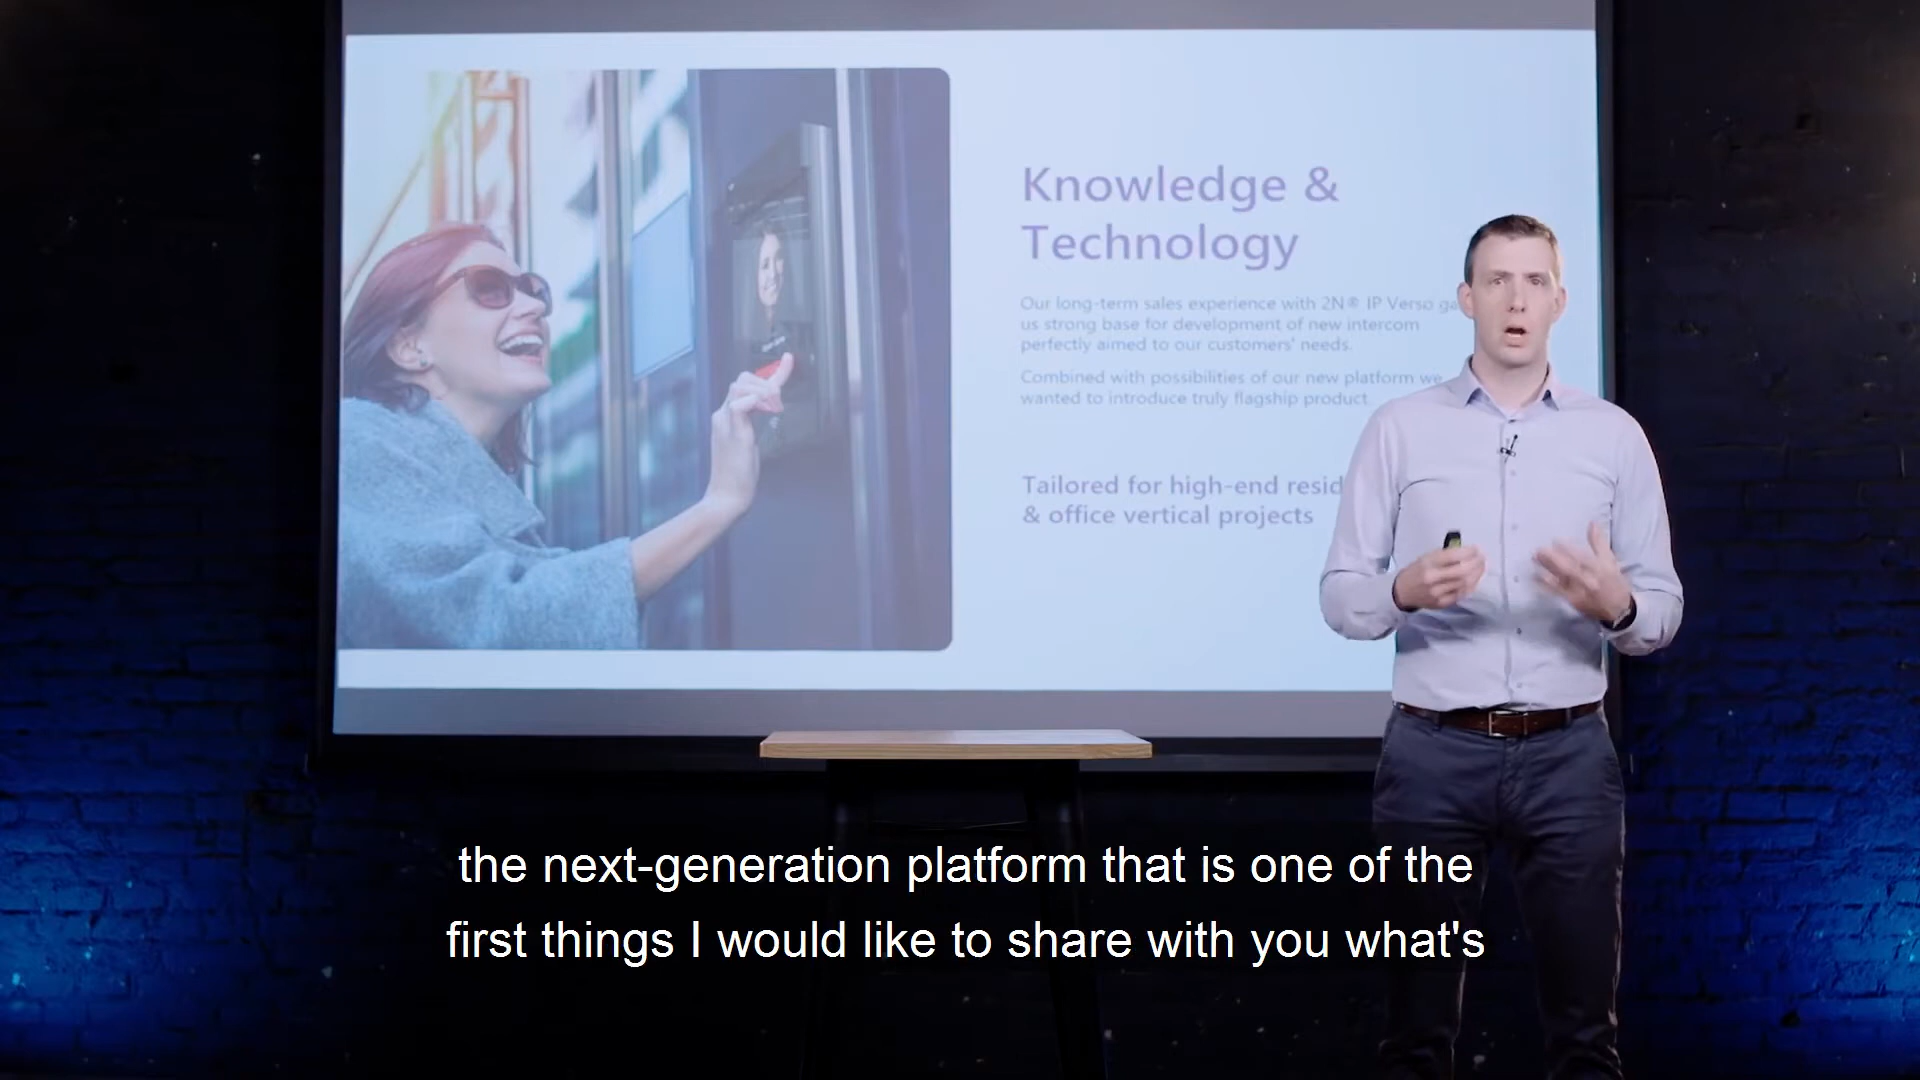 Knowledge &
Technology
Our long-term sales experience with 2N® IP Verso ga
us strong base for development of new intercom
perfectly aimed to our customers' needs.
Combined with possibilities of our new platform we
wanted to introduce truly flagship product
Tailored for high-end resid
& office vertical projects
the next-generation platform that is one of the
first things I would like to share with you what's